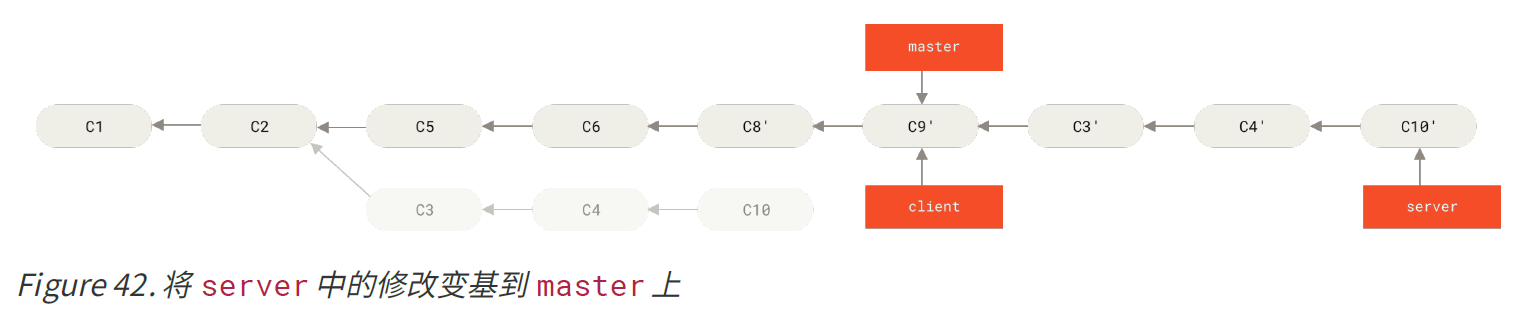 master
C1 C2 C5 C6 C8' C9' C3' C4' C10'
C3 C4 C10 client server
Figure 42. 将 server 中的修改变基到 master 上